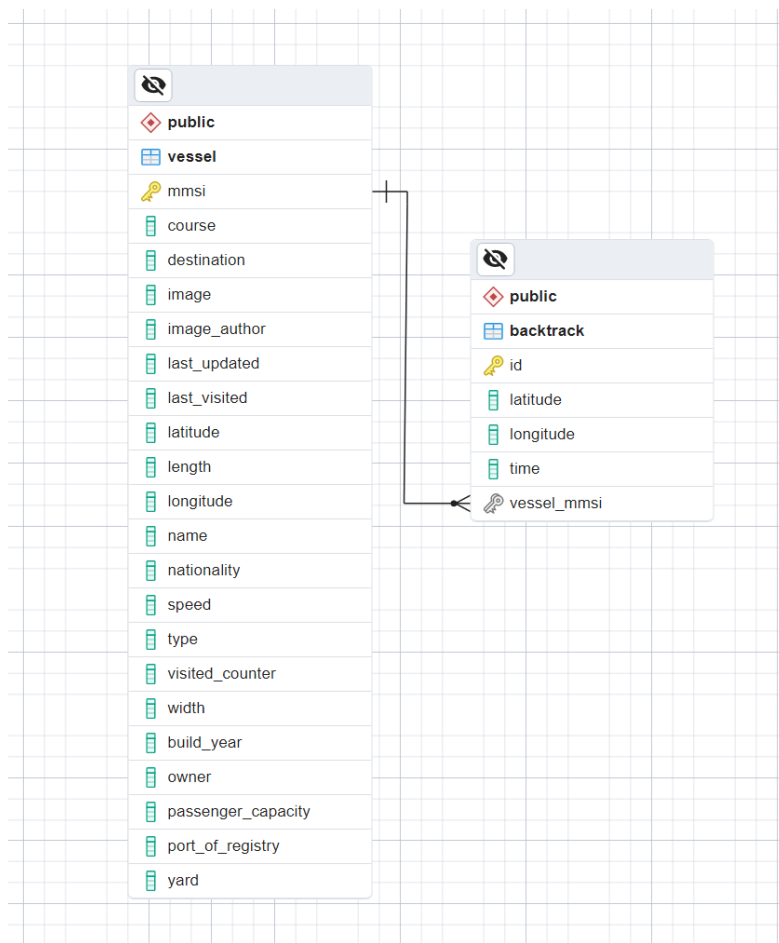 public
vessel
mmsi
course
destination
image
image_author
last_updated
last_visited
latitude
length
longitude
name
nationality
speed
type
visited_counter
width
build_year
owner
passenger_capacity
port_of_registry
yard
public
backtrack
id
latitude
longitude
time
vessel_mmsi